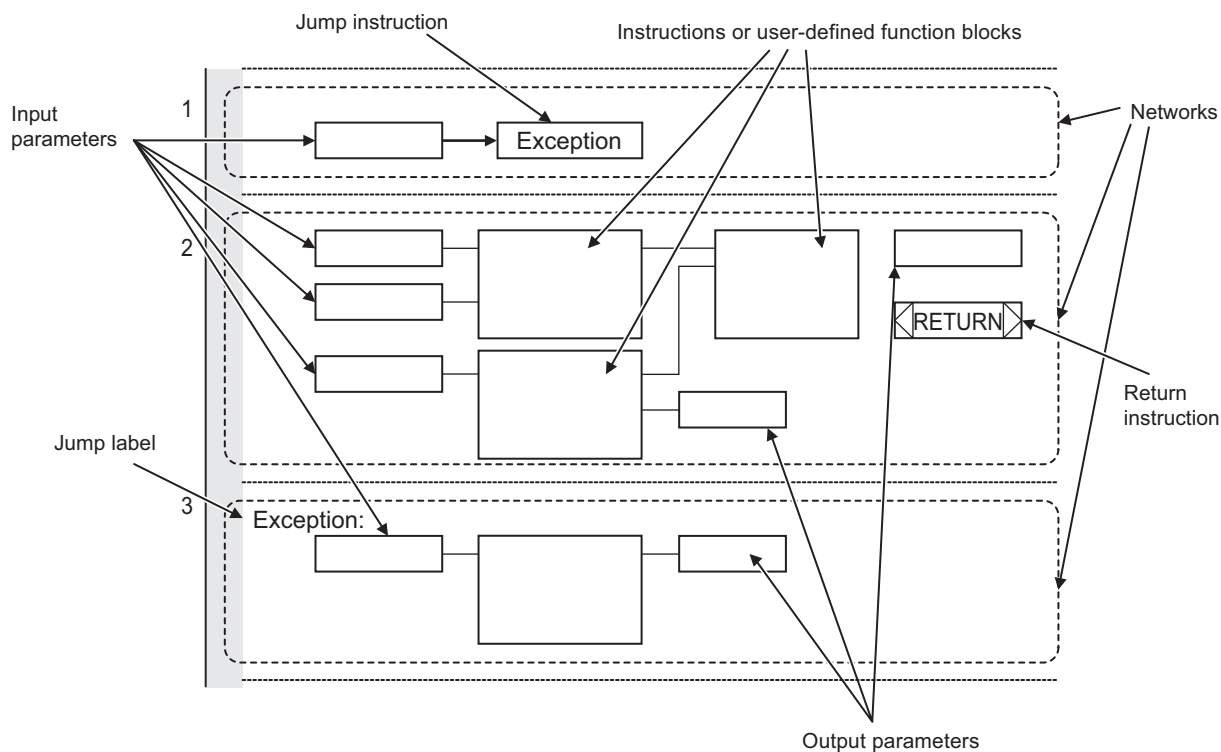 Jump instruction
Instructions or user-defined function blocks
Input
parameters
1
Networks
Exception
2
RETURN
Return
instruction
Jump label
3
Exception:
Output parameters